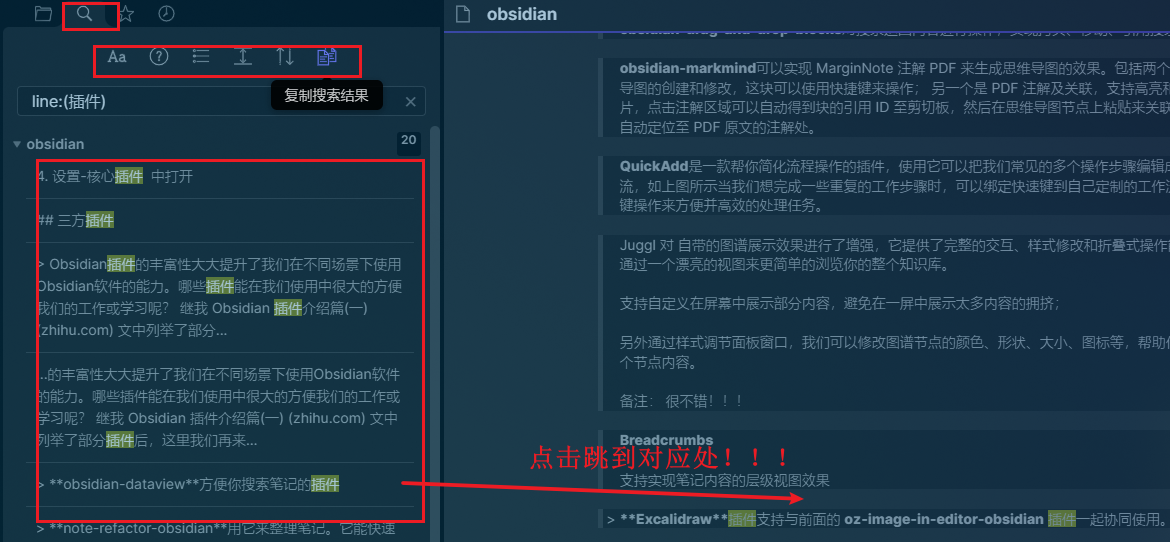 Aa
复制搜索结果
line:(插件)
obsidian
20
4. 设置-核心插件 中打开
## 三方插件
> Obsidian插件的丰富性大大提升了我们在不同场景下使用
Obsidian软件的能力。哪些插件能在我们使用中很大的方便
我们的工作或学习呢？ 继我 Obsidian 插件介绍篇(一)
(zhihu.com) 文中列举了部分...
...的丰富性大大提升了我们在不同场景下使用Obsidian软件
的能力。哪些插件能在我们使用中很大的方便我们的工作或
学习呢？ 继我 Obsidian 插件介绍篇(一) (zhihu.com) 文中
列举了部分插件后，这里我们再来...
> **obsidian-dataview**方便你搜索笔记的插件
> **note-refactor-obsidian**用它来整理笔记。它能快速
obsidian
obsidian-markmind可以实现 MarginNote 注解 PDF 来生成思维导图的效果。包括两个
导图的创建和修改，这块可以使用快捷键来操作； 另一个是 PDF 注解及关联，支持高亮和
片，点击注解区域可以自动得到块的引用 ID 至剪切板，然后在思维导图节点上粘贴来关联
自动定位至 PDF 原文的注解处。
QuickAdd是一款帮你简化流程操作的插件，使用它可以把我们常见的多个操作步骤编辑成
流，如上图所示当我们想完成一些重复的工作步骤时，可以绑定快速键到自己定制的工作流
键操作来方便并高效的处理任务。
Juggl 对 自带的图谱展示效果进行了增强，它提供了完整的交互、样式修改和折叠式操作
通过一个漂亮的视图来更简单的浏览你的整个知识库。
支持自定义在屏幕中展示部分内容，避免在一屏中展示太多内容的拥挤；
另外通过样式调节面板窗口，我们可以修改图谱节点的颜色、形状、大小、图标等，帮助
个节点内容。
备注： 很不错！！！
Breadcrumbs
点击跳到对应处！！！
支持实现笔记内容的层级视图效果
> **Excalidraw**插件支持与前面的 oz-image-in-editor-obsidian 插件一起协同使用。